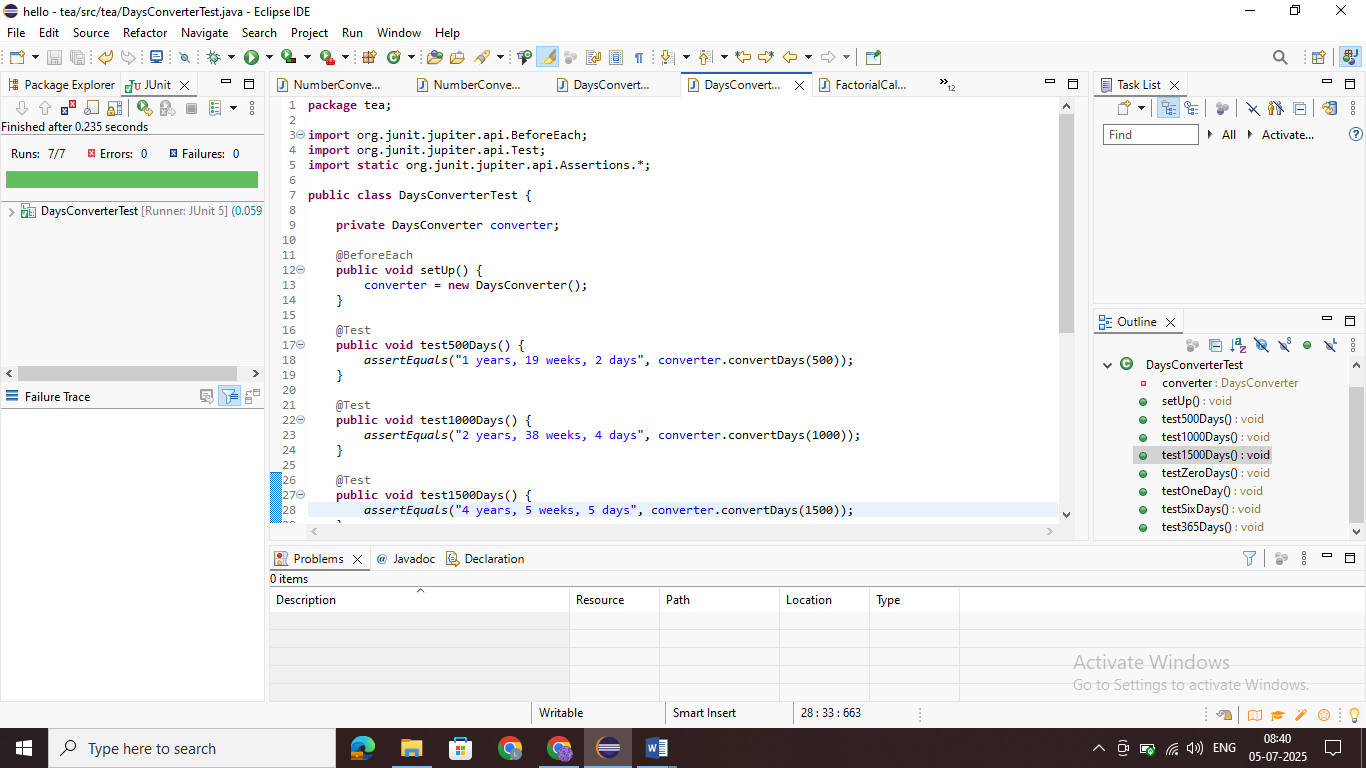 hello - tea/src/tea/DaysConverterTest.java - Eclipse IDE
File Edit Source Refactor Navigate Search Project Run Window Help
Package Explorer JUnit
Finished after 0.235 seconds
Runs: 7/7 Errors: 0 Failures: 0
DaysConverterTest [Runner: JUnit 5] (0.059
Failure Trace
NumberConve... NumberConve... DaysConvert... DaysConvert... FactorialCal... »12
1 package tea;
2
3 import org.junit.jupiter.api.BeforeEach;
4 import org.junit.jupiter.api.Test;
5 import static org.junit.jupiter.api.Assertions.*;
6
7 public class DaysConverterTest {
8
9 private DaysConverter converter;
10
11 @BeforeEach
12 public void setUp() {
13 converter = new DaysConverter();
14 }
15
16 @Test
17 public void test500Days() {
18 assertEquals("1 years, 19 weeks, 2 days", converter.convertDays(500));
19 }
20
21 @Test
22 public void test1000Days() {
23 assertEquals("2 years, 38 weeks, 4 days", converter.convertDays(1000));
24 }
25
26 @Test
27 public void test1500Days() {
28 assertEquals("4 years, 5 weeks, 5 days", converter.convertDays(1500));
Task List
Find All Activate...
Outline
DaysConverterTest
converter : DaysConverter
setUp() : void
test500Days() : void
test1000Days() : void
test1500Days() : void
testZeroDays() : void
testOneDay() : void
testSixDays() : void
test365Days() : void
Problems @ Javadoc Declaration
0 items
Description Resource Path Location Type
Activate Windows
Go to Settings to activate Windows.
Writable Smart Insert 28 : 33 : 663
Type here to search
ENG
08:40
05-07-2025